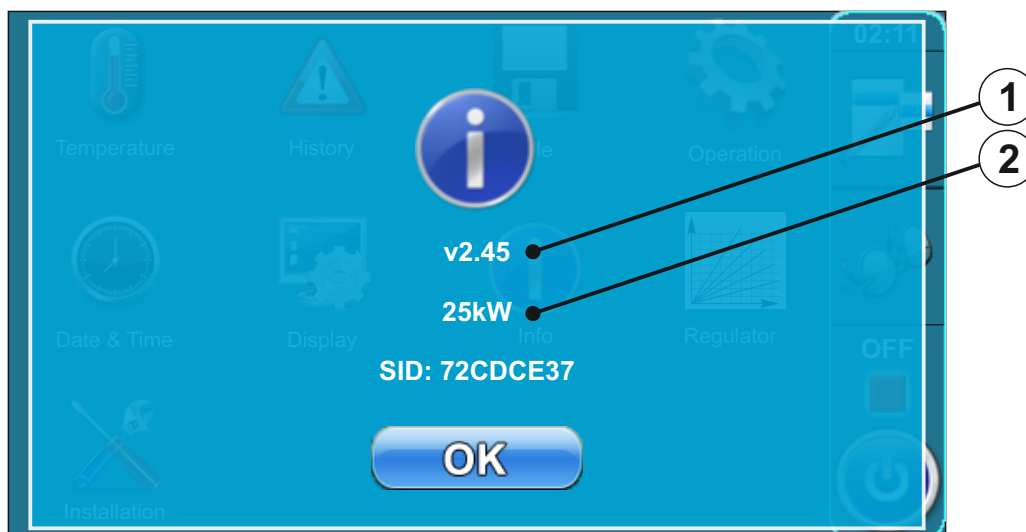 02:11
1
2
Temperature
History
Operation
v2.45
25kW
Date & Time
Display
Info
Regulator
OFF
SID: 72CDCE37
OK
Installation